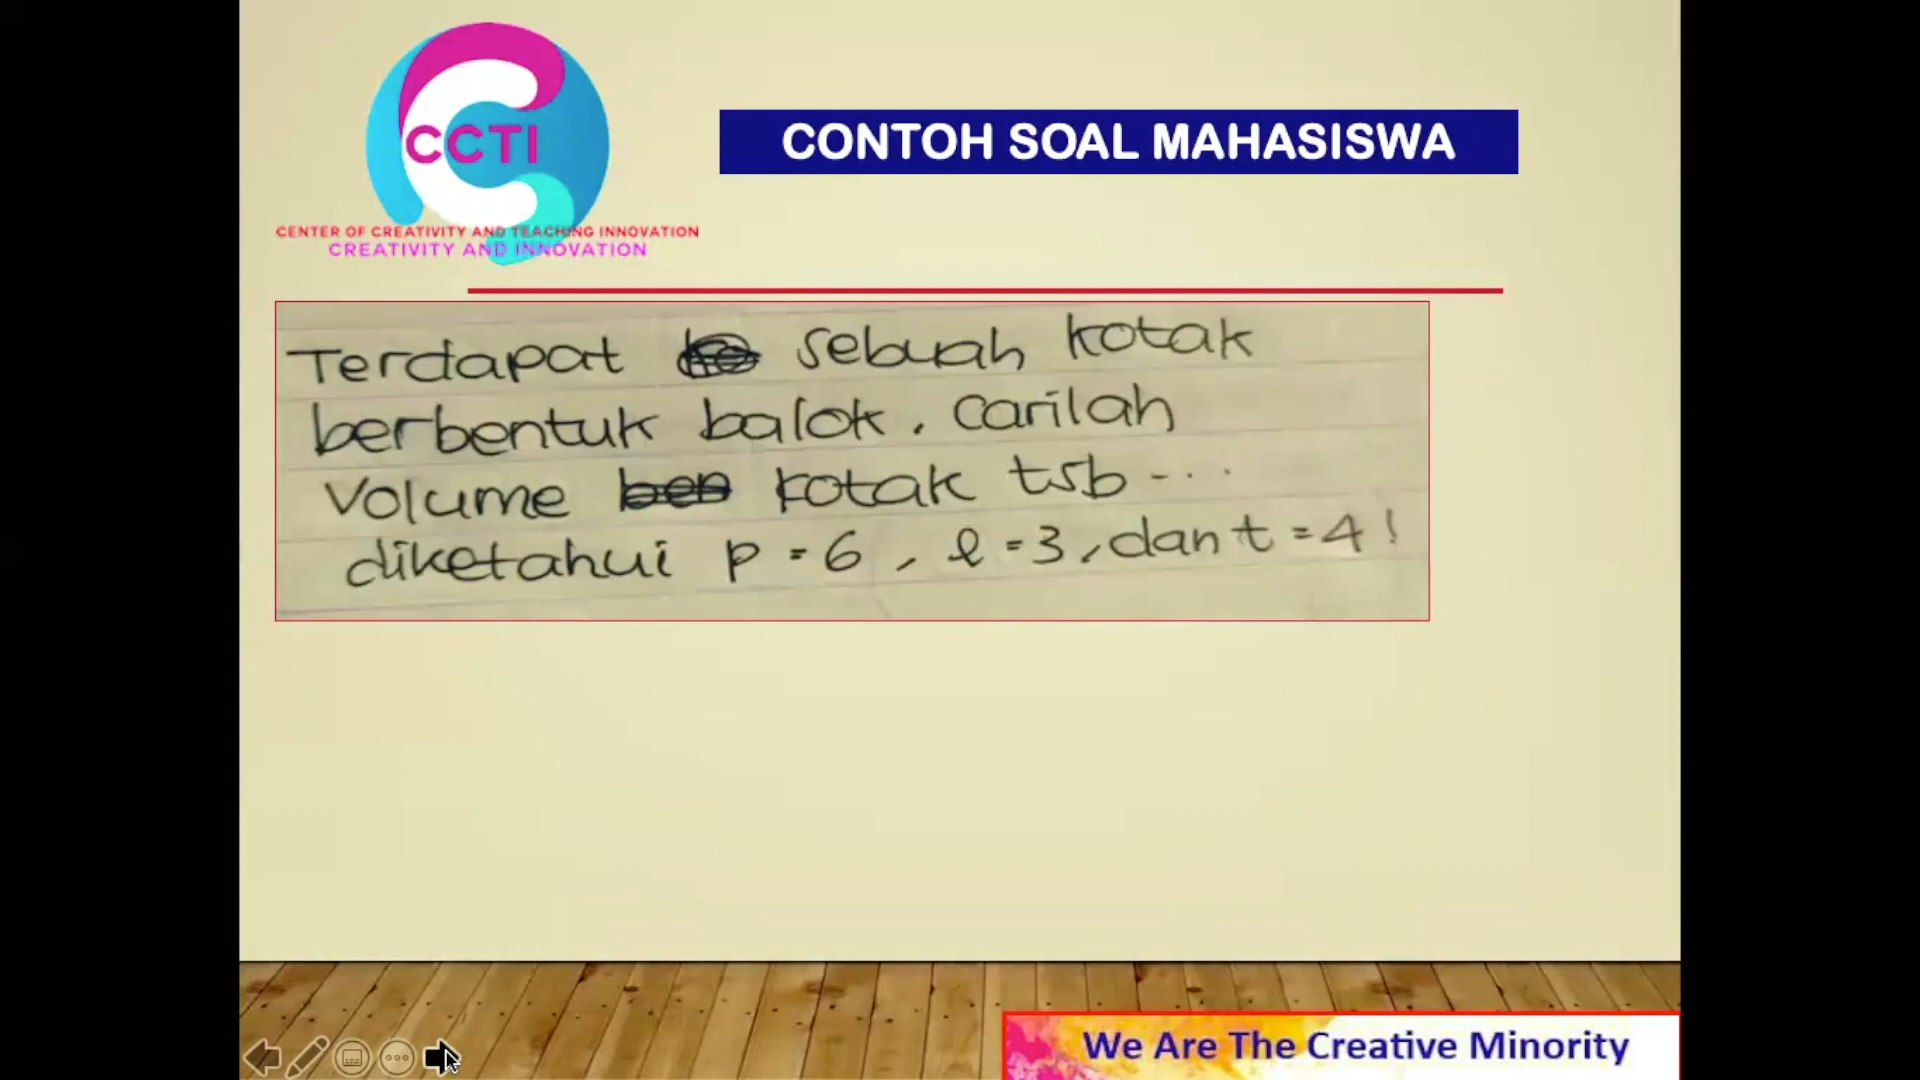 CCTI
CENTER OF CREATIVITY AND TEACHING INNOVATION
CREATIVITY AND INNOVATION
CONTOH SOAL MAHASISWA
Terdapat sebuah kotak
berbentuk balok. Carilah
Volume kotak tsb...
diketahui p = 6, l = 3, dan t = 4!
We Are The Creative Minority